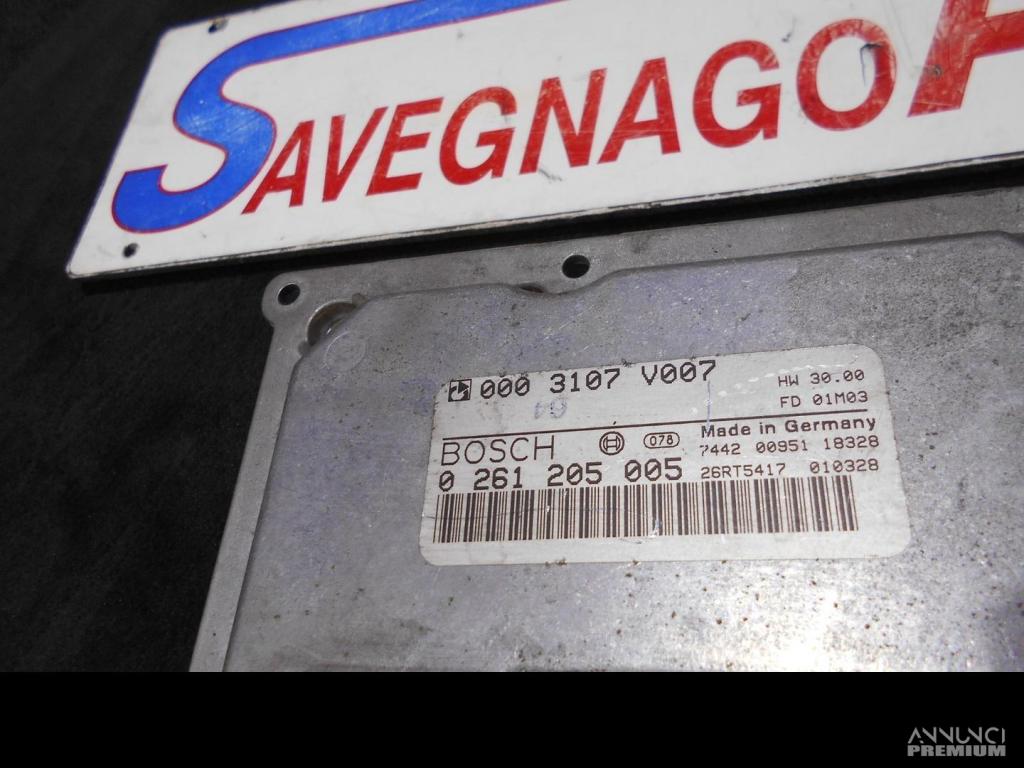 SAVEGNAGO
000 3107 V007
HW 30.00
FD 01M03
BOSCH
078
Made in Germany
7442 00951 18328
0 261 205 005
26RT5417 010328
ANNUNCI
PREMIUM